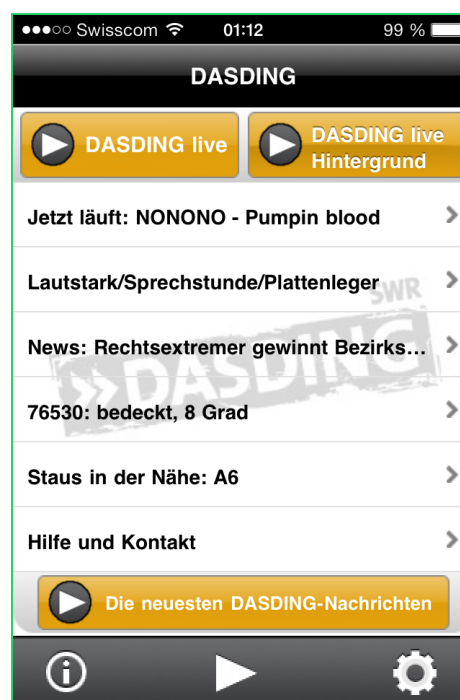 Swisscom 01:12 99 %
DASDING
DASDING live
DASDING live
Hintergrund
Jetzt läuft: NONONO - Pumpin blood
Lautstark/Sprechstunde/Plattenleger
SWR
News: Rechtsextremer gewinnt Bezirks...
DASDING
76530: bedeckt, 8 Grad
Staus in der Nähe: A6
Hilfe und Kontakt
Die neuesten DASDING-Nachrichten